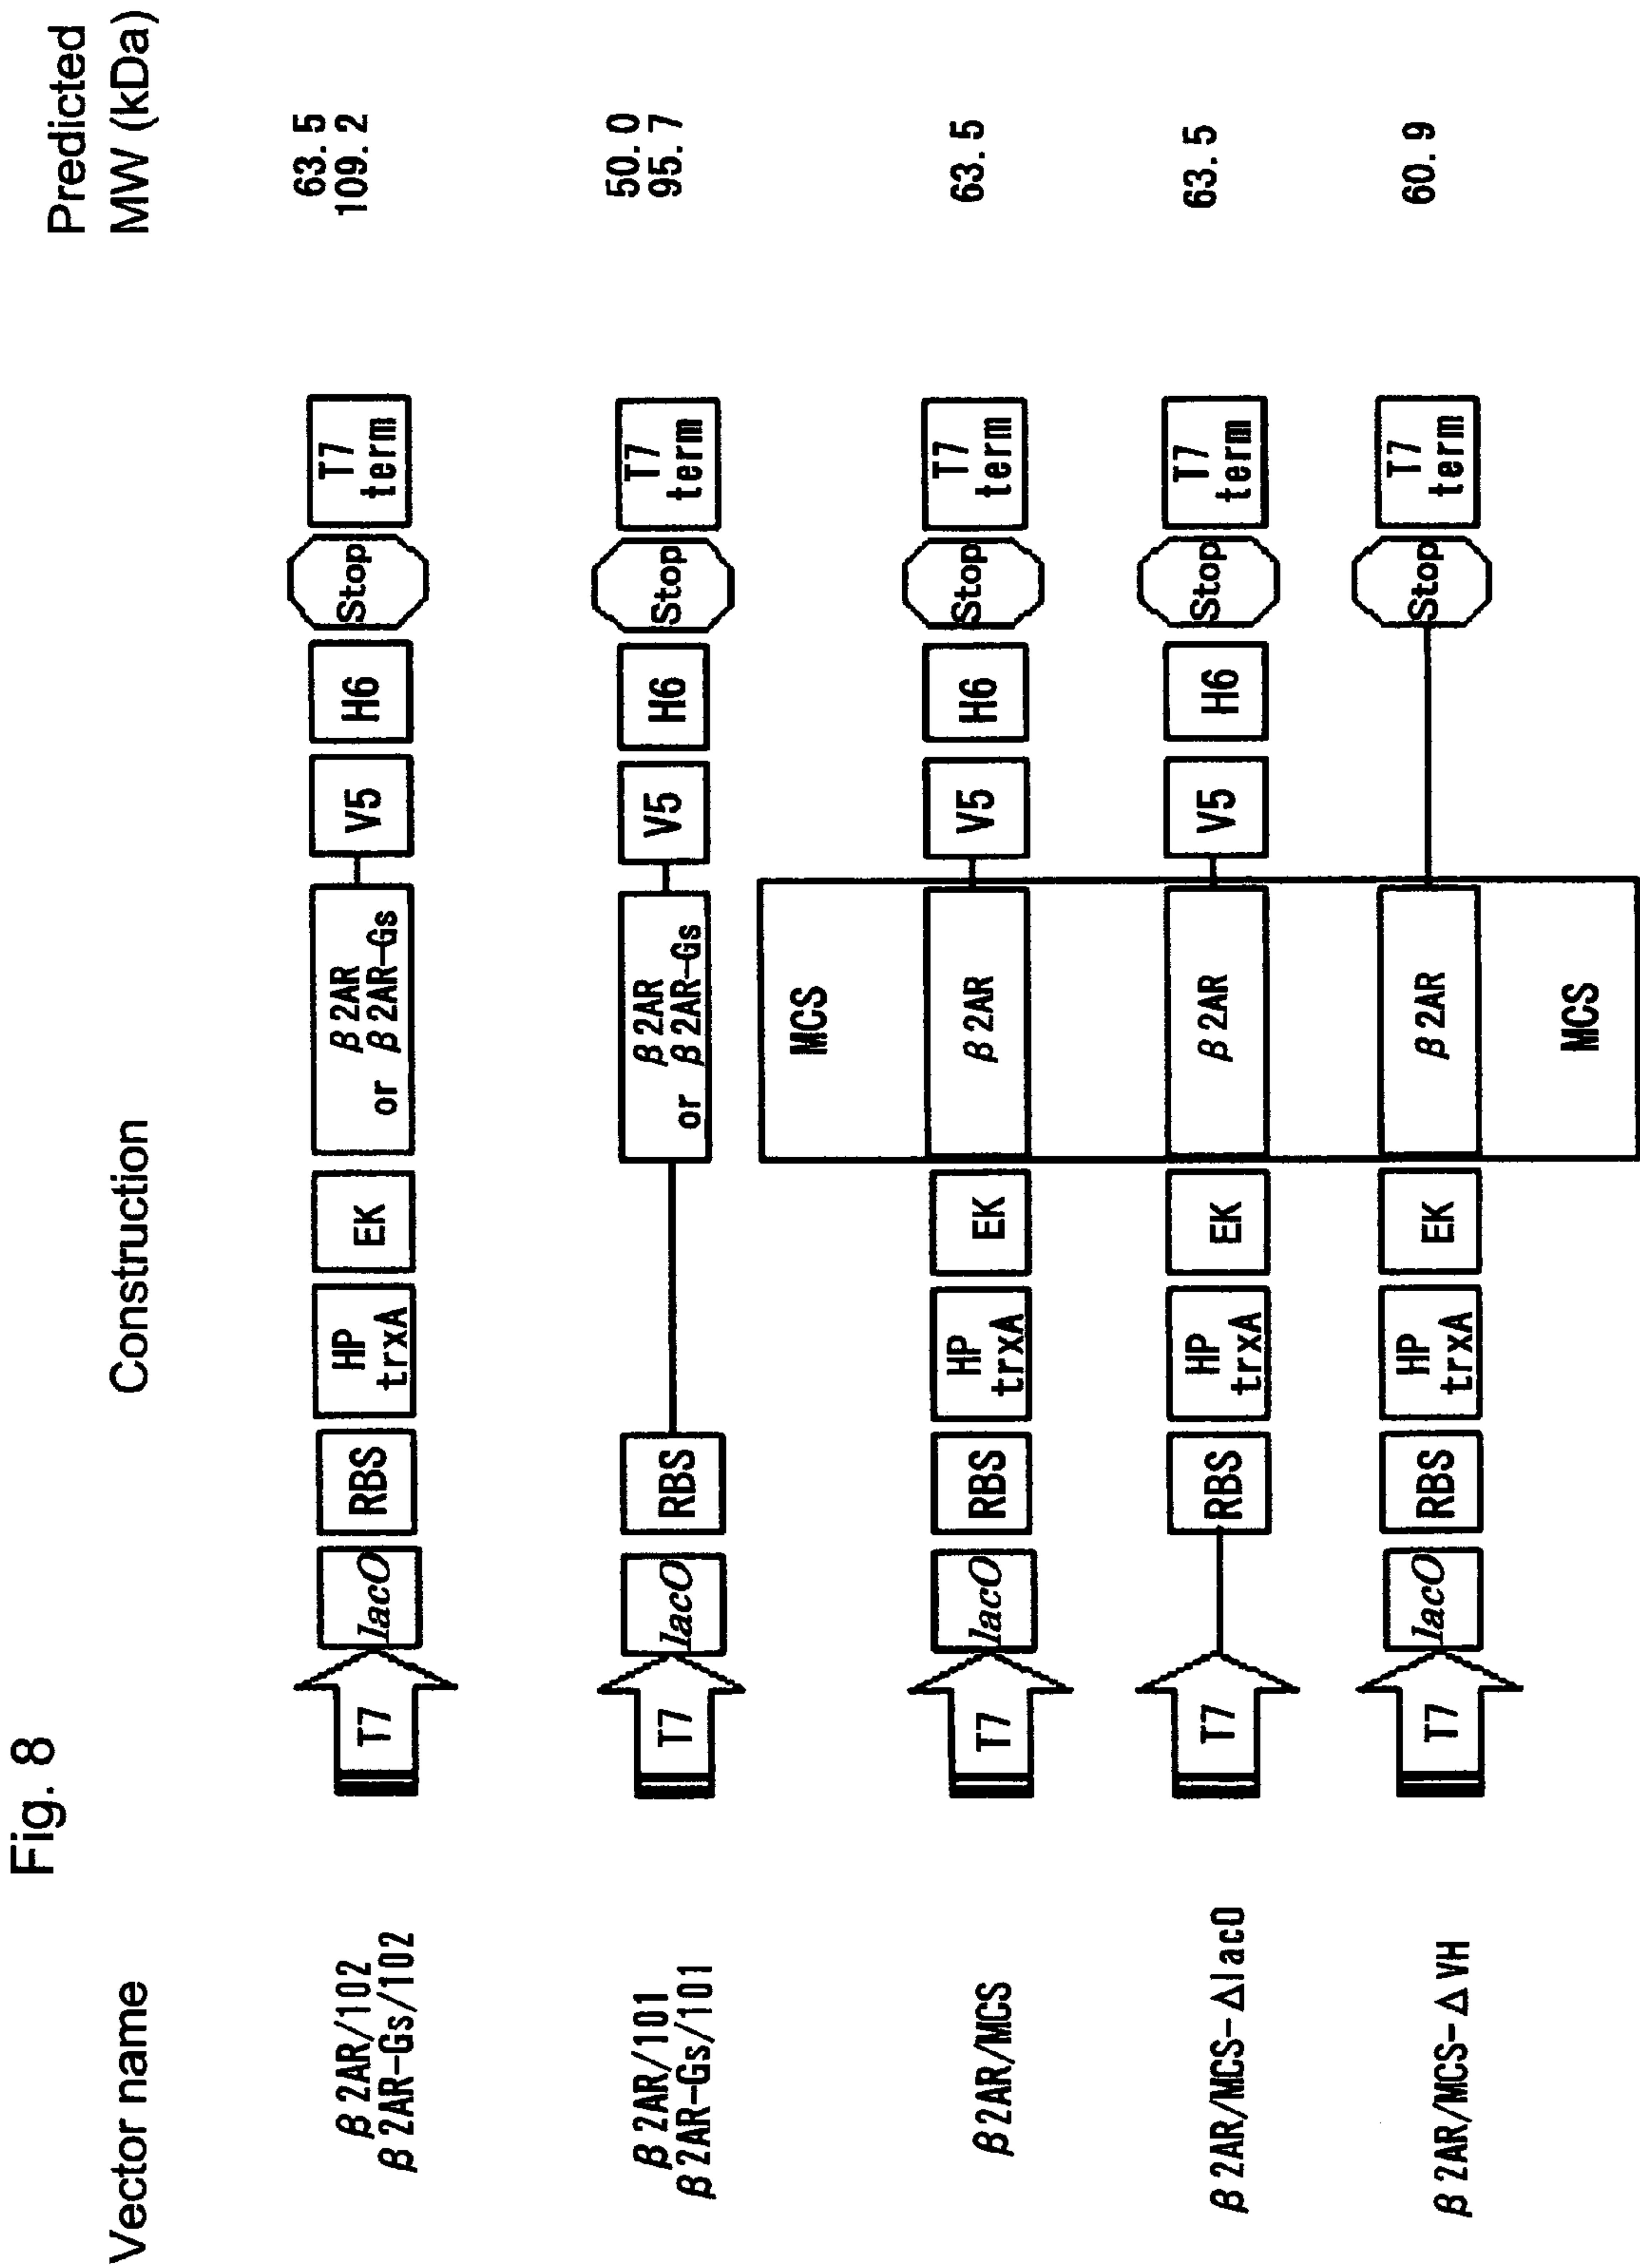 Fig. 8
Vector name
Construction
Predicted
MW (kDa)
β2AR/102
β2AR-Gs/102
T7
lacO
RBS
HP
trxA
EK
β2AR
or β2AR-Gs
V5
H6
Stop
T7
term
63.5
109.2
β2AR/101
β2AR-Gs/101
T7
lacO
RBS
β2AR
or β2AR-Gs
V5
H6
Stop
T7
term
50.0
95.7
MCS
β2AR/MCS
T7
lacO
RBS
HP
trxA
EK
β2AR
V5
H6
Stop
T7
term
63.5
β2AR/MCS-ΔlacO
T7
RBS
HP
trxA
EK
β2AR
V5
H6
Stop
T7
term
63.5
β2AR/MCS-ΔVH
T7
lacO
RBS
HP
trxA
EK
β2AR
Stop
T7
term
60.9
MCS